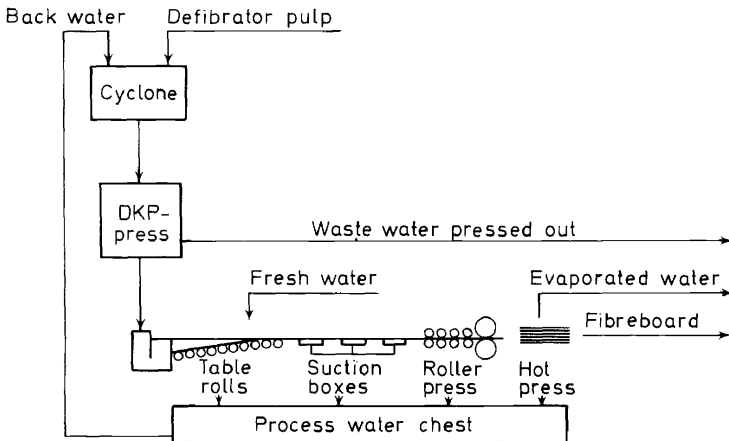 Back water
Defibrator pulp
Cyclone
DKP-
press
Waste water pressed out
Fresh water
Evaporated water
Fibreboard
Table
rolls
Suction
boxes
Roller
press
Hot
press
Process water chest